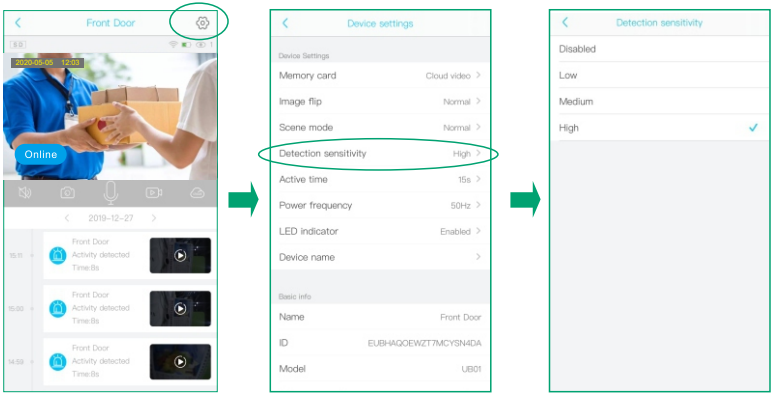 Front Door
2020-05-05 12:03
Online
2019-12-27
Front Door
15:11
Activity detected
Time:8s
Front Door
15:00
Activity detected
Time:8s
Front Door
14:58
Activity detected
Time:8s
Device settings
Device Settings
Memory card Cloud video
Image flip Normal
Scene mode Normal
Detection sensitivity High
Active time 15s
Power frequency 50Hz
LED indicator Enabled
Device name
Basic info
Name Front Door
ID EUBHAQOEWZT7MCYSN4DA
Model UB01
Detection sensitivity
Disabled
Low
Medium
High